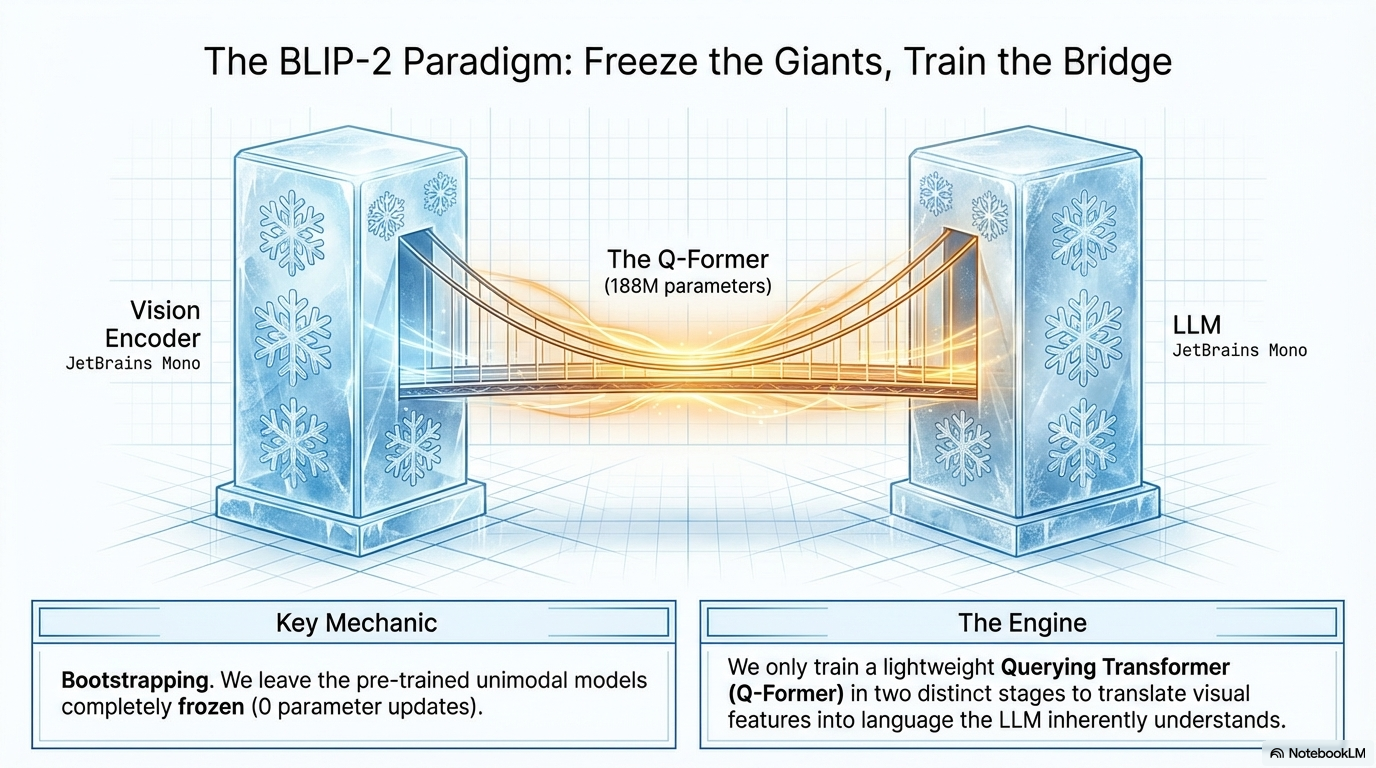 The BLIP-2 Paradigm: Freeze the Giants, Train the Bridge
The Q-Former
(188M parameters)
Vision
Encoder
JetBrains Mono
LLM
JetBrains Mono
Key Mechanic
Bootstrapping. We leave the pre-trained unimodal models
completely frozen (0 parameter updates).
The Engine
We only train a lightweight Querying Transformer
(Q-Former) in two distinct stages to translate visual
features into language the LLM inherently understands.
NotebookLM